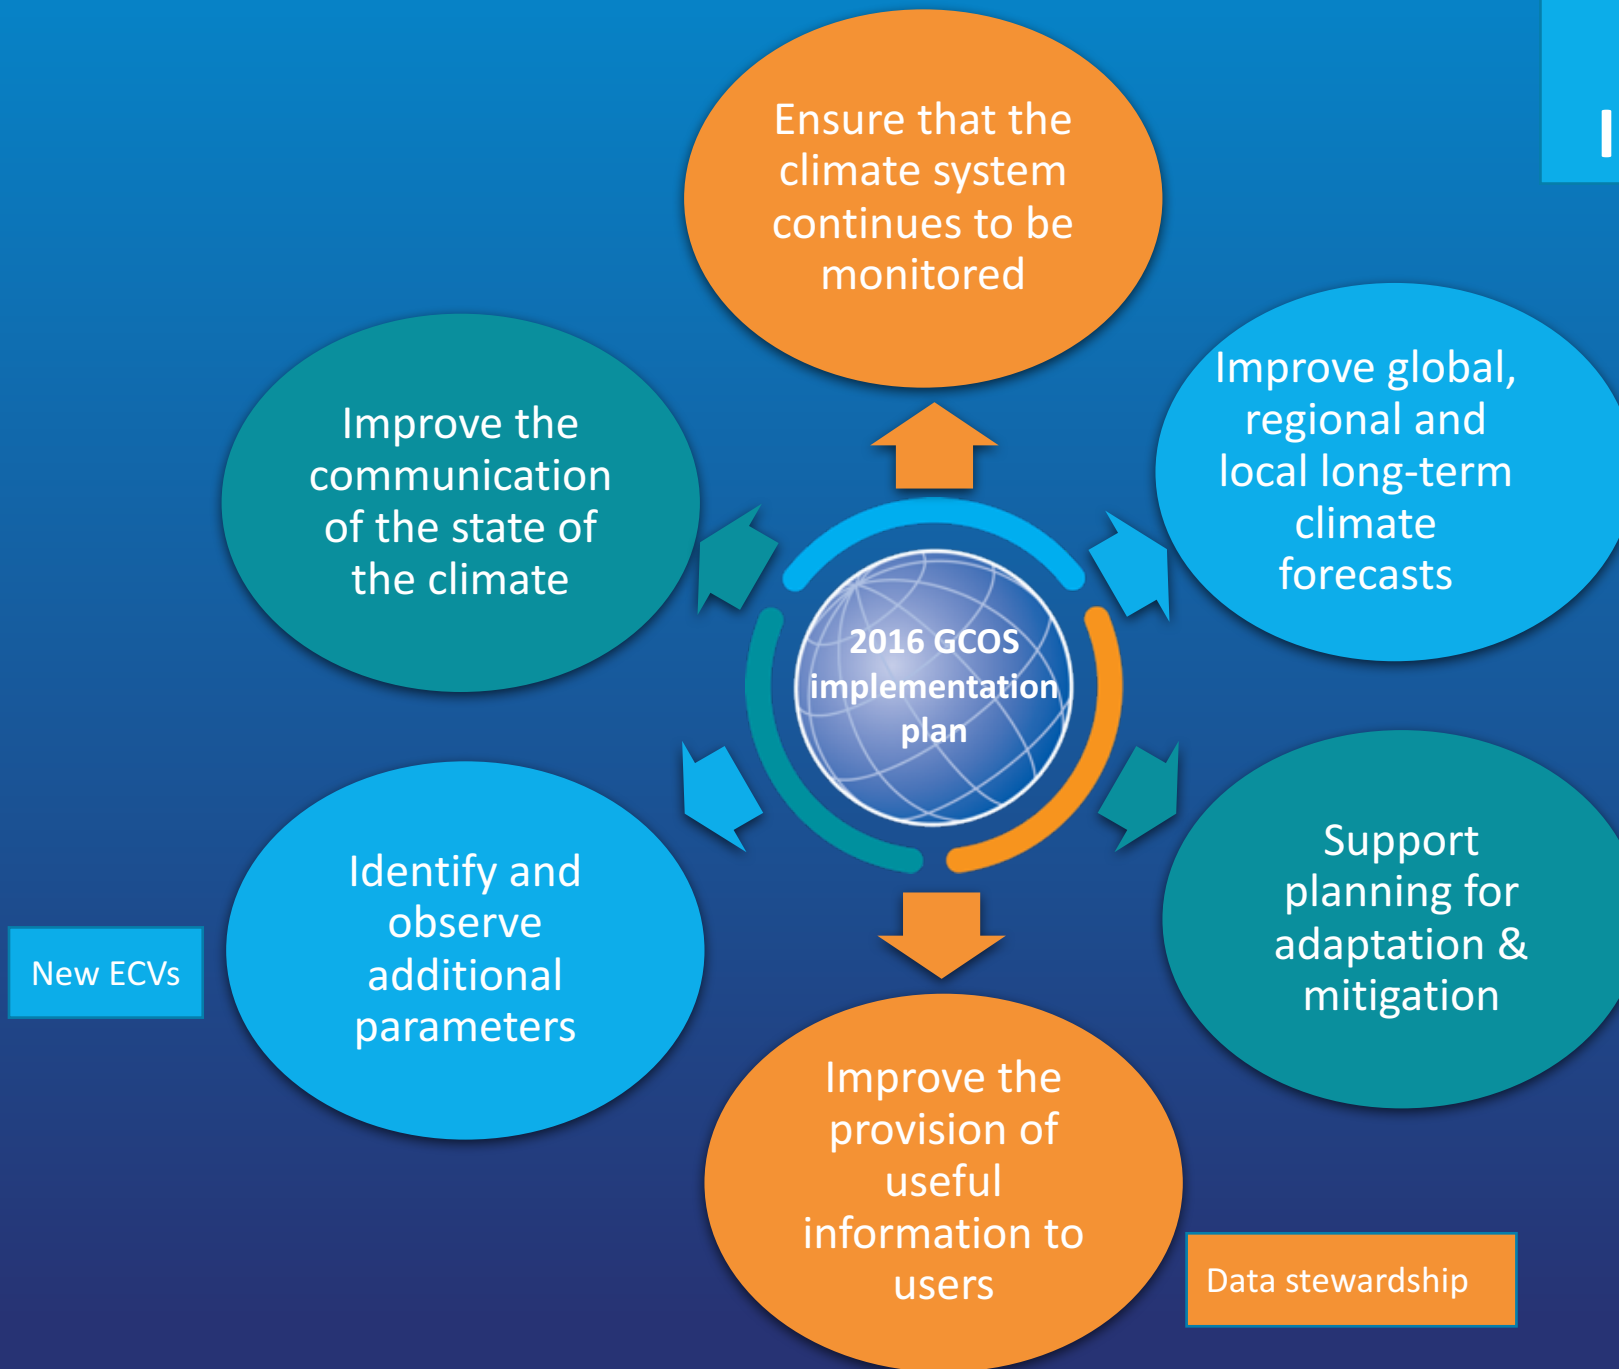 Ensure that the
climate system
continues to be
monitored
Improve global,
regional and
local long-term
climate
forecasts
Improve the
communication
of the state of
the climate
2016 GCOS
implementation
plan
Support
planning for
adaptation &
mitigation
Identify and
observe
additional
parameters
New ECVs
Improve the
provision of
useful
information to
users
Data stewardship